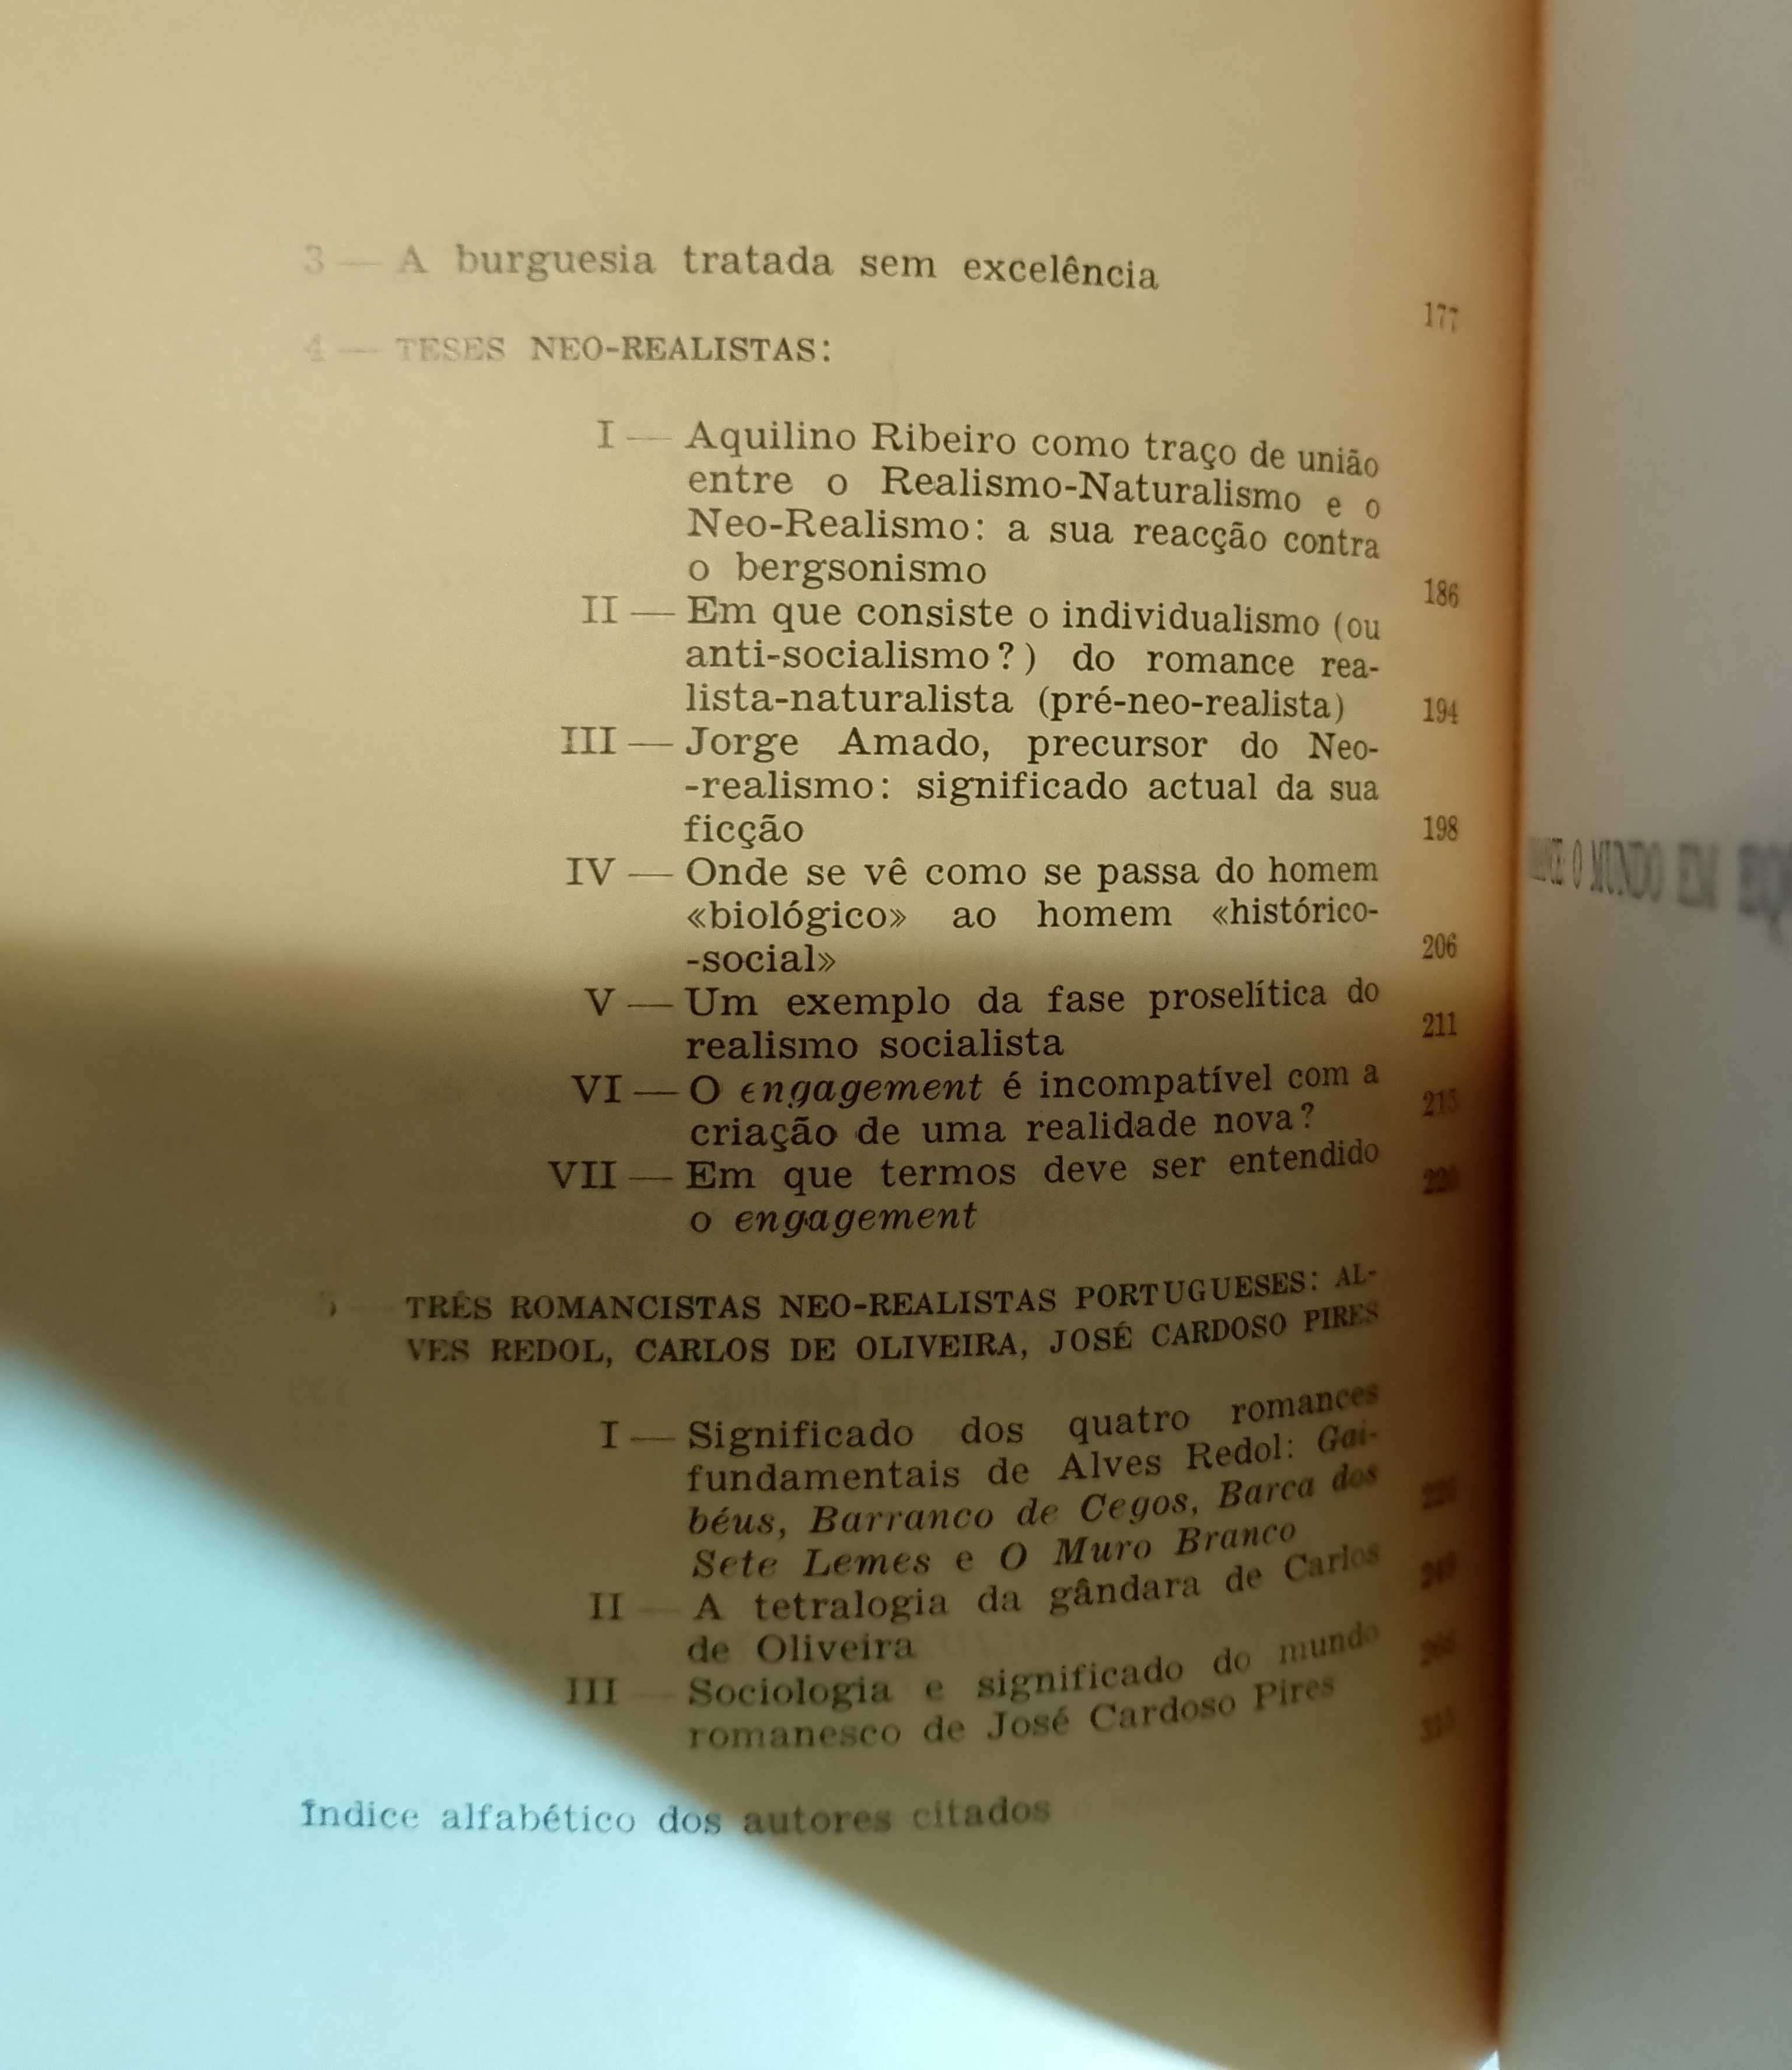 3 — A burguesia tratada sem excelência 177
4 — TESES NEO-REALISTAS:
I — Aquilino Ribeiro como traço de união
entre o Realismo-Naturalismo e o
Neo-Realismo: a sua reacção contra
o bergsonismo 186
II — Em que consiste o individualismo (ou
anti-socialismo?) do romance rea-
lista-naturalista (pré-neo-realista) 194
III — Jorge Amado, precursor do Neo-
-realismo: significado actual da sua
ficção 198
IV — Onde se vê como se passa do homem
«biológico» ao homem «histórico-
-social» 206
V — Um exemplo da fase proselítica do
realismo socialista 211
VI — O engagement é incompatível com a
criação de uma realidade nova?
VII — Em que termos deve ser entendido
o engagement
5 — TRÊS ROMANCISTAS NEO-REALISTAS PORTUGUESES: AL-
VES REDOL, CARLOS DE OLIVEIRA, JOSÉ CARDOSO PIRES
I — Significado dos quatro romances
fundamentais de Alves Redol: Gai-
béus, Barranco de Cegos, Barca dos
Sete Lemes e O Muro Branco
II — A tetralogia da gândara de Carlos
de Oliveira
III — Sociologia e significado do mundo
romanesco de José Cardoso Pires
Índice alfabético dos autores citados
O MUNDO EM